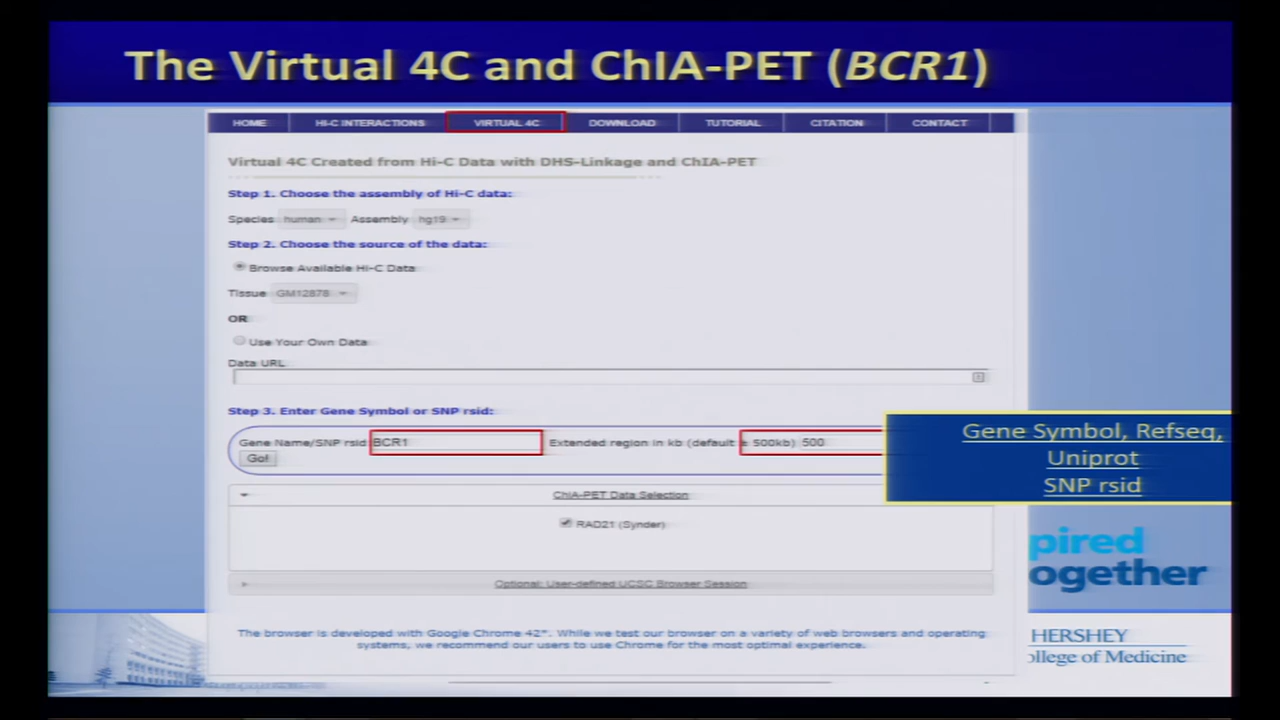 The Virtual 4C and ChIA-PET (BCR1)
HOME HI-C INTERACTIONS VIRTUAL 4C DOWNLOAD TUTORIAL CITATION CONTACT
Virtual 4C Created from Hi-C Data with DHS-Linkage and ChIA-PET
Step 1. Choose the assembly of Hi-C data:
Species human Assembly hg19
Step 2. Choose the source of the data:
Browse Available Hi-C Data
Tissue GM12878
OR
Use Your Own Data
Data URL
Step 3. Enter Gene Symbol or SNP rsid:
Gene Name/SNP rsid BCR1 Extended region in kb (default ± 500kb) 500
Go!
Gene Symbol, Refseq,
Uniprot
SNP rsid
ChIA-PET Data Selection
RAD21 (Synder)
Optional: User-defined UCSC Browser Session
The browser is developed with Google Chrome 42*. While we test our browser on a variety of web browsers and operating
systems, we recommend our users to use Chrome for the most optimal experience.
pired
ogether
HERSHEY
ollege of Medicine